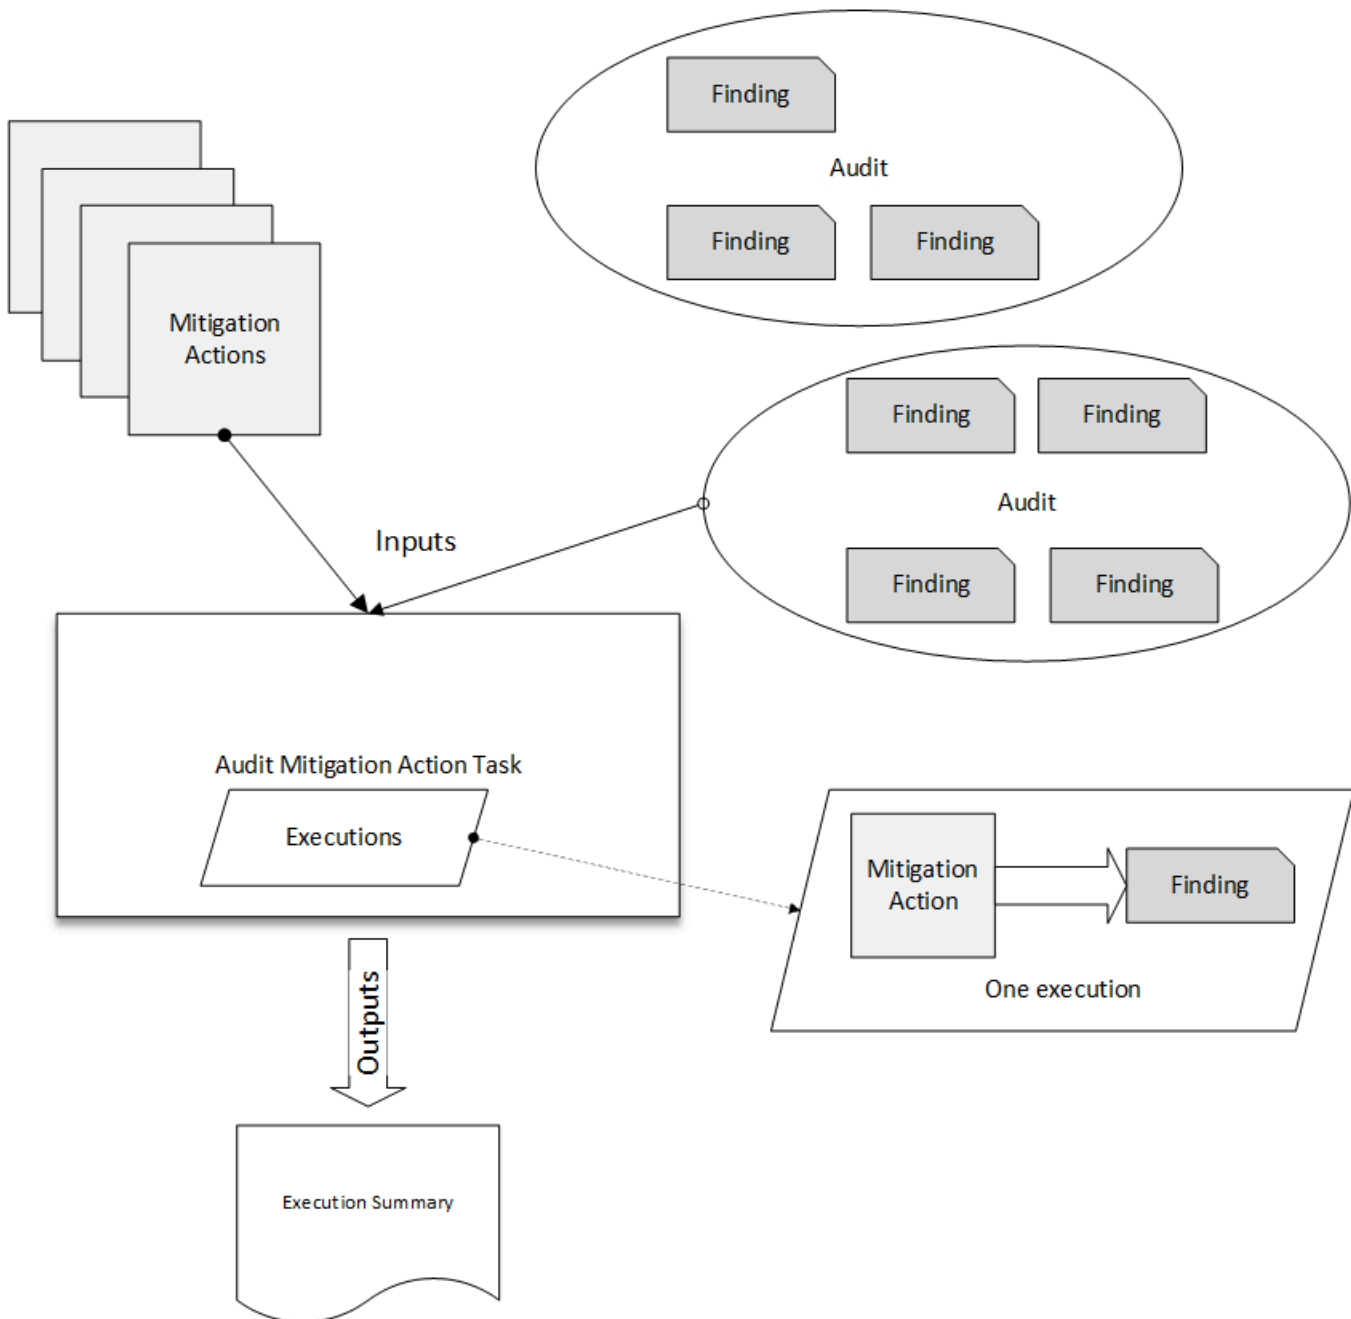 Finding
Audit
Finding
Finding
Mitigation
Actions
Finding
Finding
Audit
Finding
Finding
Inputs
Audit Mitigation Action Task
Executions
Mitigation
Action
Finding
One execution
Outputs
Execution Summary